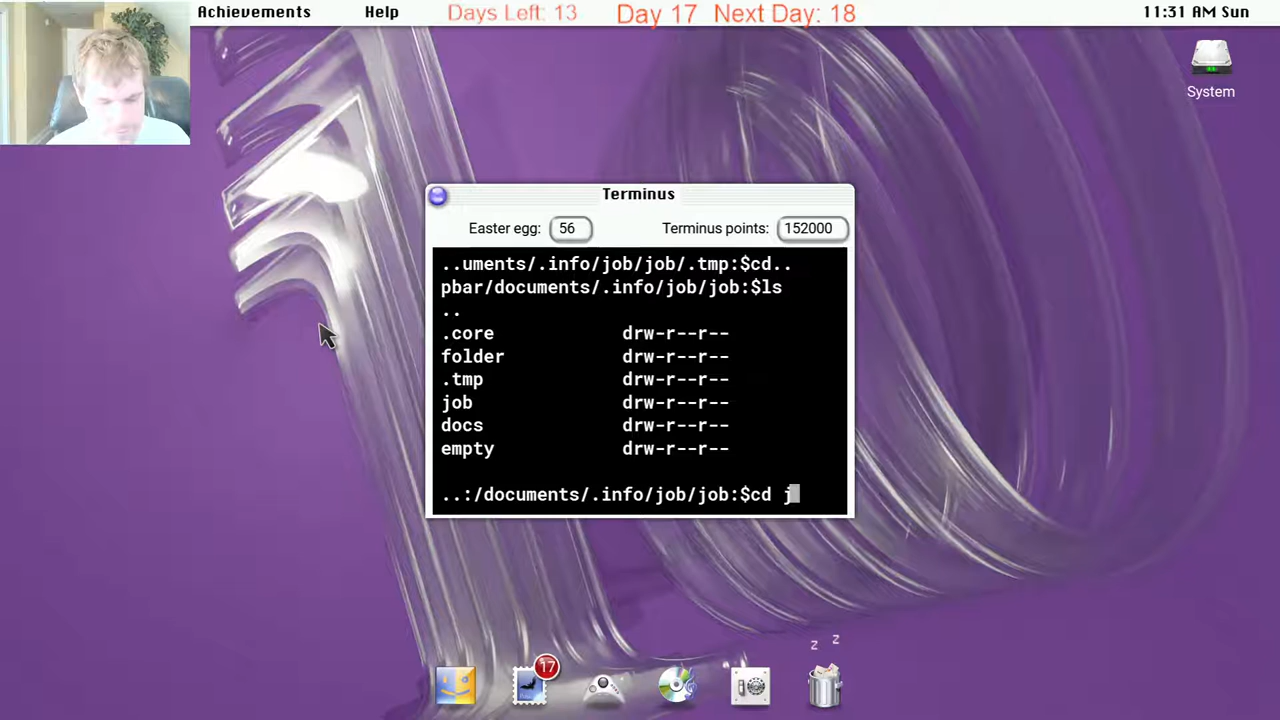 Achievements Help Days Left: 13 Day 17 Next Day: 18 11:31 AM Sun
System
Terminus
Easter egg: 56 Terminus points: 152000
..uments/.info/job/job/.tmp:$cd..
pbar/documents/.info/job/job:$ls
..
.core drw-r--r--
folder drw-r--r--
.tmp drw-r--r--
job drw-r--r--
docs drw-r--r--
empty drw-r--r--
..:/documents/.info/job/job:$cd j
z z
17